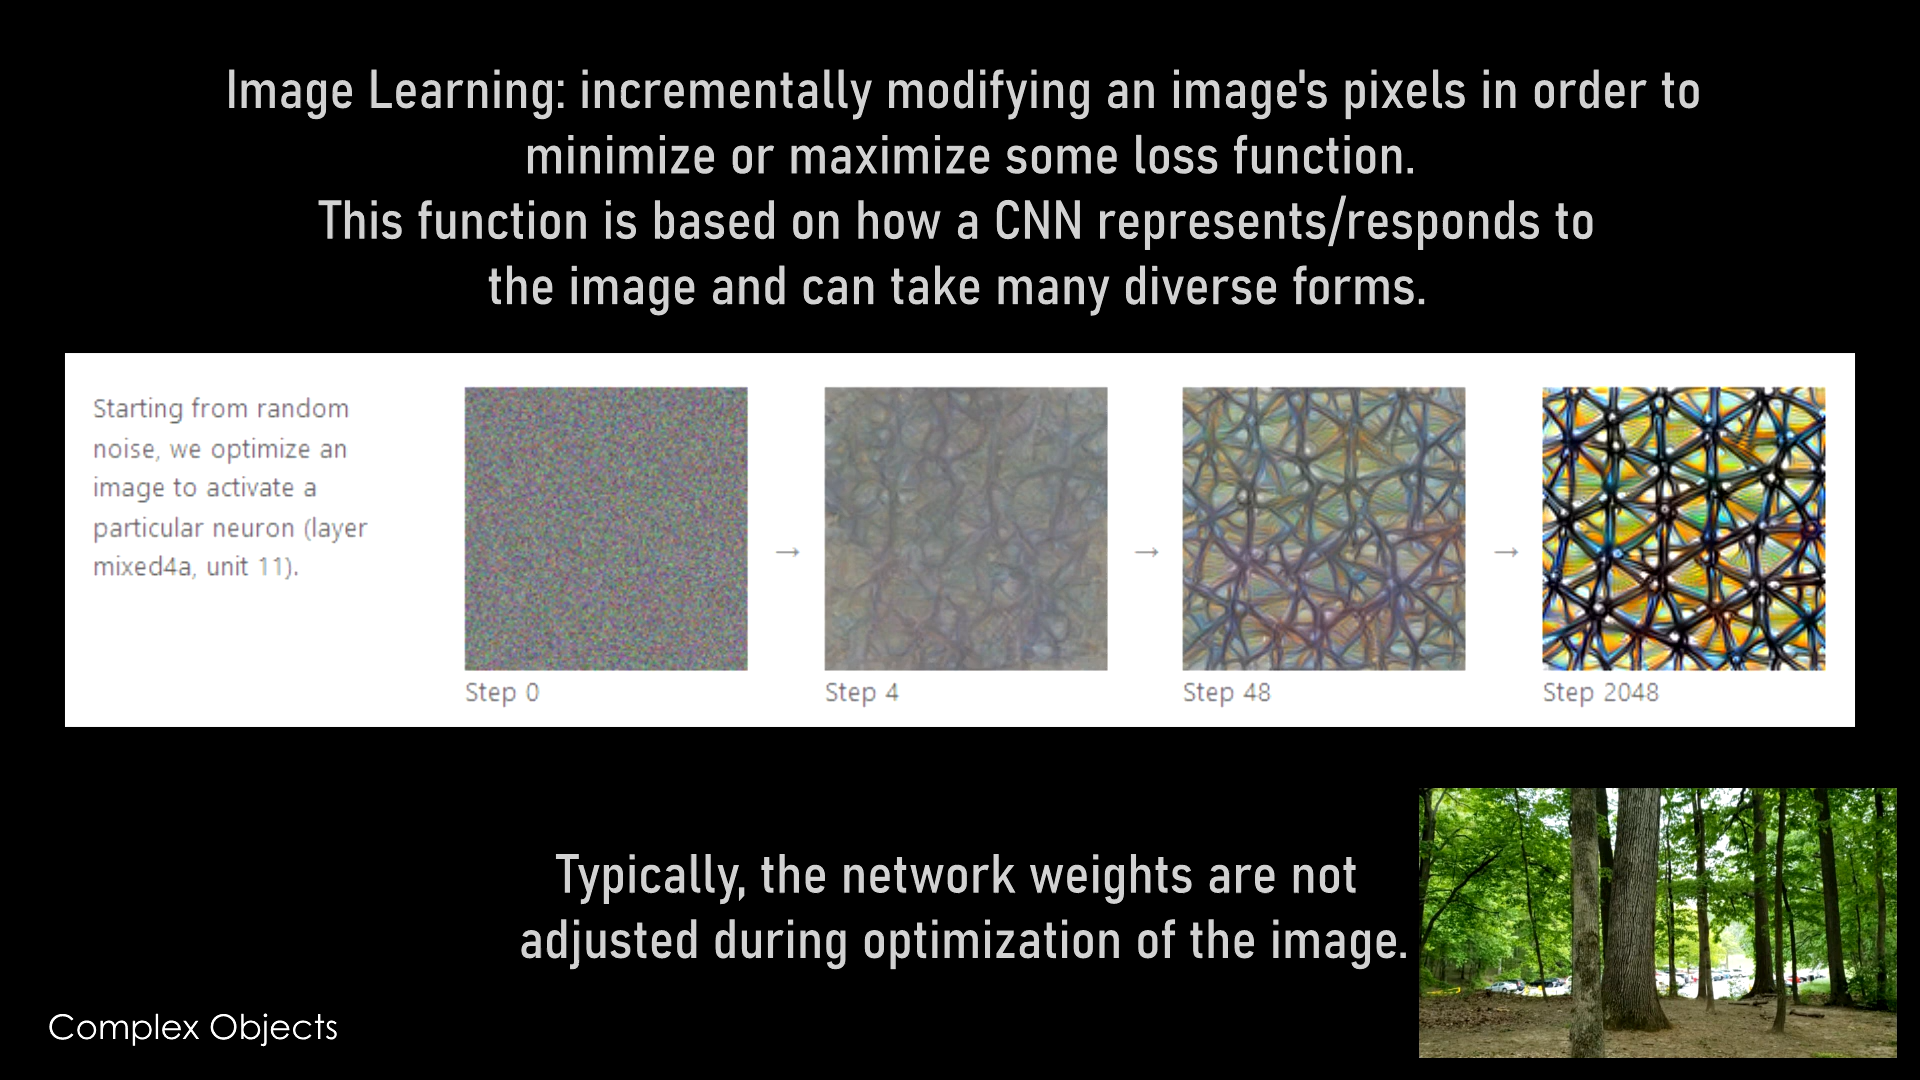 Image Learning: incrementally modifying an image's pixels in order to
minimize or maximize some loss function.
This function is based on how a CNN represents/responds to
the image and can take many diverse forms.
Starting from random
noise, we optimize an
image to activate a
particular neuron (layer
mixed4a, unit 11).
→
→
→
Step 0
Step 4
Step 48
Step 2048
Typically, the network weights are not
adjusted during optimization of the image.
Complex Objects